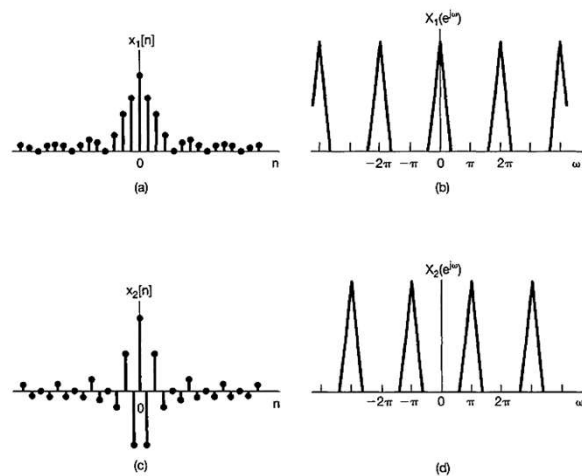 x₁[n]
0
n
(a)
X₁(e^jω)
−2π −π 0 π 2π ω
(b)
x₂[n]
0
n
(c)
X₂(e^jω)
−2π −π 0 π 2π ω
(d)